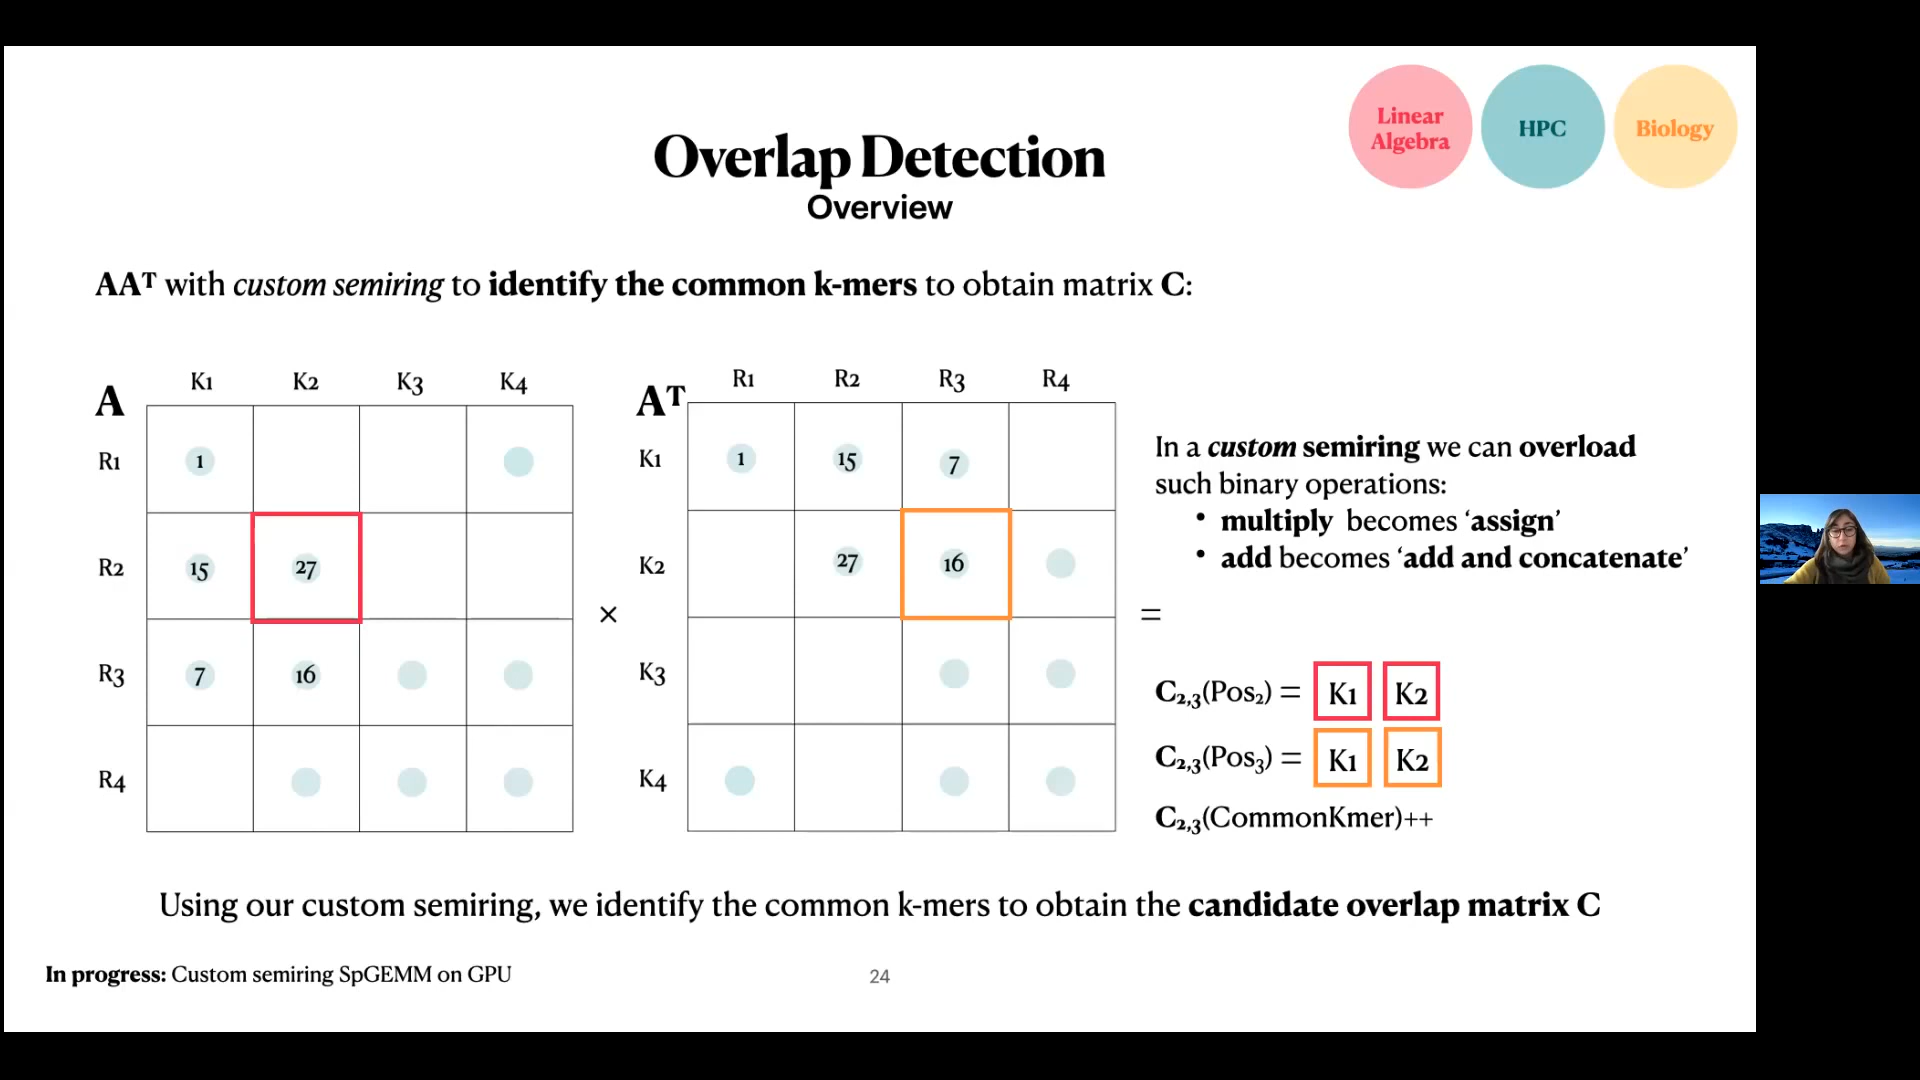 Linear
Algebra
HPC
Biology
Overlap Detection
Overview
AAᵀ with custom semiring to identify the common k-mers to obtain matrix C:
A
K1 K2 K3 K4
R1 1
R2 15 27
R3 7 16
R4
×
Aᵀ
R1 R2 R3 R4
K1 1 15 7
K2 27 16
K3
K4
=
In a custom semiring we can overload
such binary operations:
• multiply becomes ‘assign’
• add becomes ‘add and concatenate’
C₂,₃(Pos₂) = K1 K2
C₂,₃(Pos₃) = K1 K2
C₂,₃(CommonKmer)++
Using our custom semiring, we identify the common k-mers to obtain the candidate overlap matrix C
In progress: Custom semiring SpGEMM on GPU
24